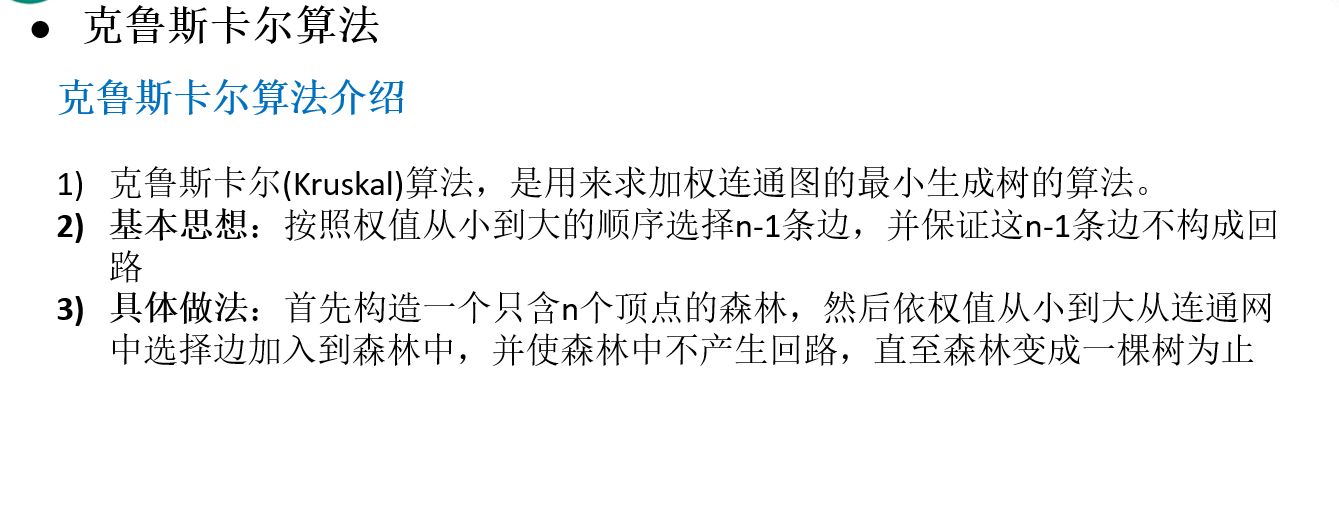 ● 克鲁斯卡尔算法
克鲁斯卡尔算法介绍
1) 克鲁斯卡尔(Kruskal)算法，是用来求加权连通图的最小生成树的算法。
2) 基本思想：按照权值从小到大的顺序选择n-1条边，并保证这n-1条边不构成回
路
3) 具体做法：首先构造一个只含n个顶点的森林，然后依权值从小到大从连通网
中选择边加入到森林中，并使森林中不产生回路，直至森林变成一棵树为止